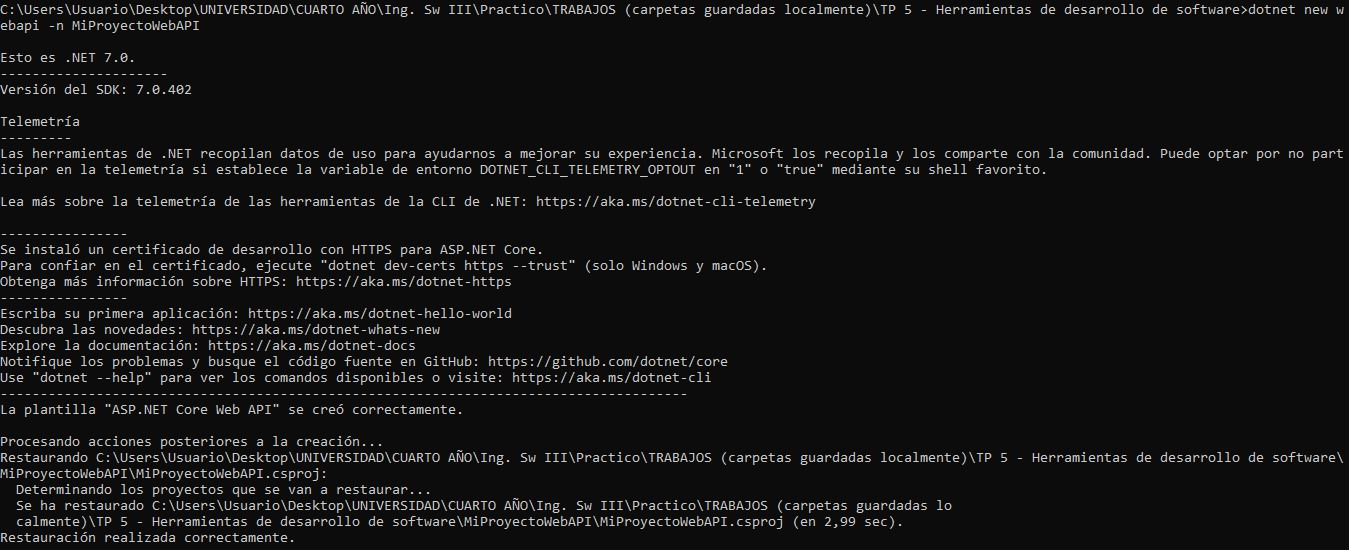 C:\Users\Usuario\Desktop\UNIVERSIDAD\CUARTO AÑO\Ing. Sw III\Practico\TRABAJOS (carpetas guardadas localmente)\TP 5 - Herramientas de desarrollo de software>dotnet new w
ebapi -n MiProyectoWebAPI
Esto es .NET 7.0.
---------------------
Versión del SDK: 7.0.402
Telemetría
---------
Las herramientas de .NET recopilan datos de uso para ayudarnos a mejorar su experiencia. Microsoft los recopila y los comparte con la comunidad. Puede optar por no part
icipar en la telemetría si establece la variable de entorno DOTNET_CLI_TELEMETRY_OPTOUT en "1" o "true" mediante su shell favorito.
Lea más sobre la telemetría de las herramientas de la CLI de .NET: https://aka.ms/dotnet-cli-telemetry
----------------
Se instaló un certificado de desarrollo con HTTPS para ASP.NET Core.
Para confiar en el certificado, ejecute "dotnet dev-certs https --trust" (solo Windows y macOS).
Obtenga más información sobre HTTPS: https://aka.ms/dotnet-https
----------------
Escriba su primera aplicación: https://aka.ms/dotnet-hello-world
Descubra las novedades: https://aka.ms/dotnet-whats-new
Explore la documentación: https://aka.ms/dotnet-docs
Notifique los problemas y busque el código fuente en GitHub: https://github.com/dotnet/core
Use "dotnet --help" para ver los comandos disponibles o visite: https://aka.ms/dotnet-cli
--------------------------------------------------------------------------------------
La plantilla "ASP.NET Core Web API" se creó correctamente.
Procesando acciones posteriores a la creación...
Restaurando C:\Users\Usuario\Desktop\UNIVERSIDAD\CUARTO AÑO\Ing. Sw III\Practico\TRABAJOS (carpetas guardadas localmente)\TP 5 - Herramientas de desarrollo de software\
MiProyectoWebAPI\MiProyectoWebAPI.csproj:
  Determinando los proyectos que se van a restaurar...
  Se ha restaurado C:\Users\Usuario\Desktop\UNIVERSIDAD\CUARTO AÑO\Ing. Sw III\Practico\TRABAJOS (carpetas guardadas lo
  calmente)\TP 5 - Herramientas de desarrollo de software\MiProyectoWebAPI\MiProyectoWebAPI.csproj (en 2,99 sec).
Restauración realizada correctamente.